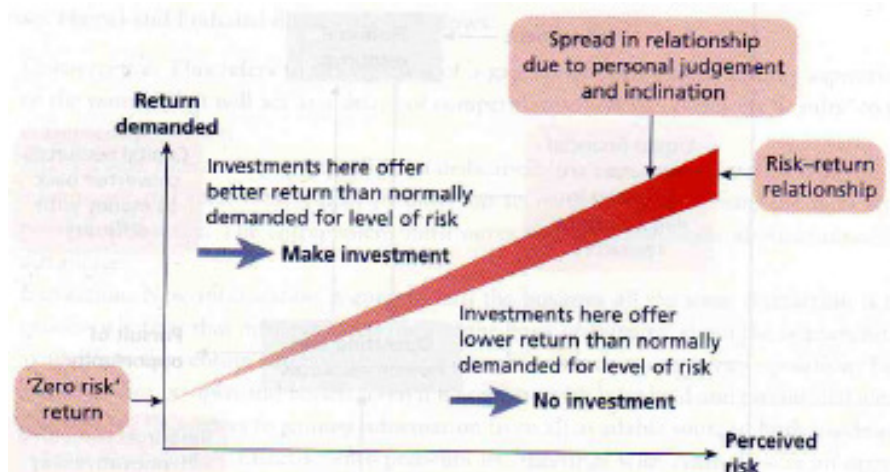 Spread in relationship
due to personal judgement
and inclination
Return
demanded
Investments here offer
better return than normally
demanded for level of risk
Make investment
Risk–return
relationship
Investments here offer
lower return than normally
demanded for level of risk
No investment
'Zero risk'
return
Perceived
risk